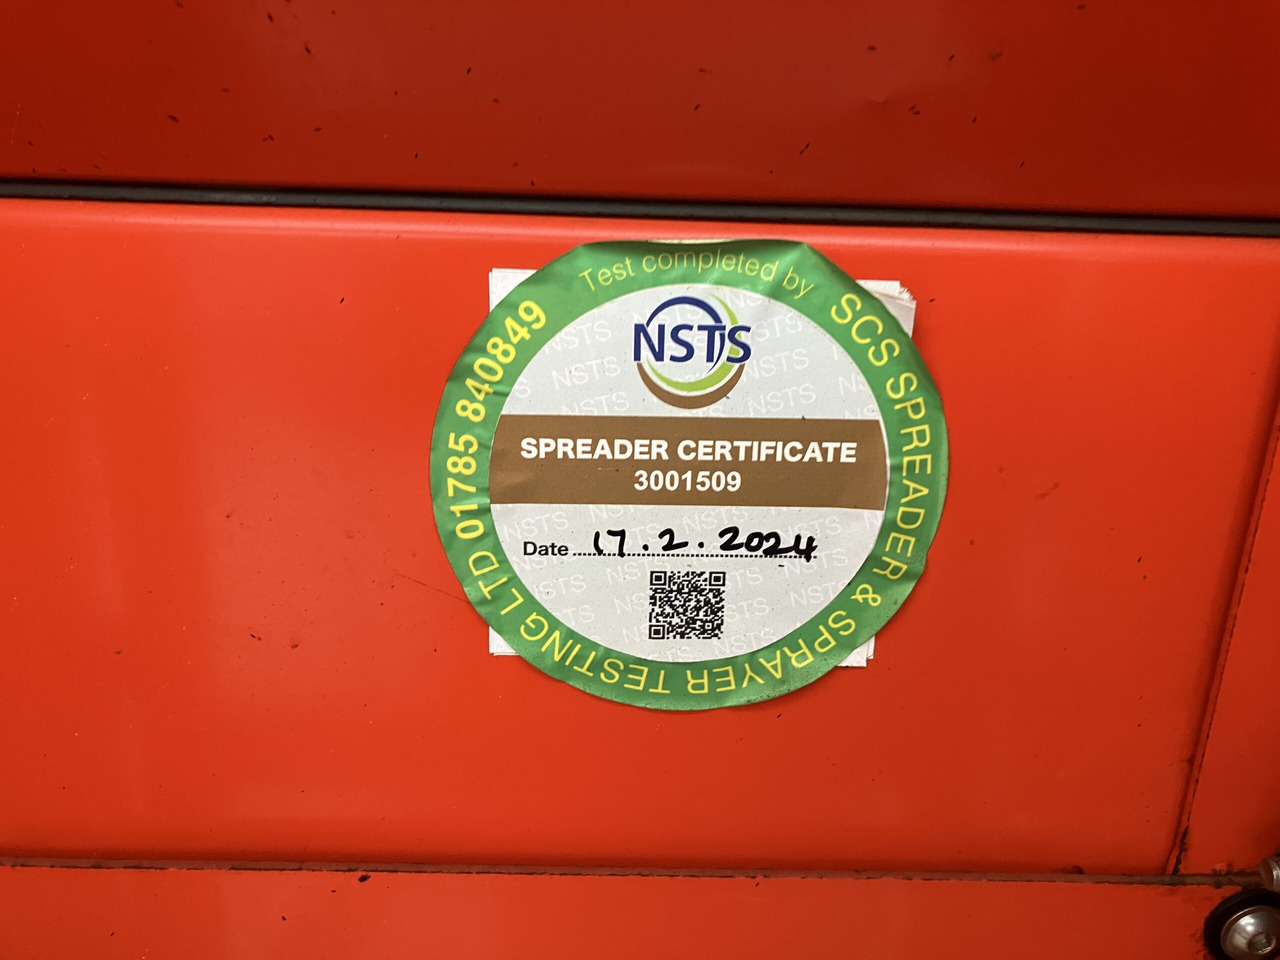 Test completed by
SCS SPREADER & SPRAYER TESTING LTD 01785 840849
NSTS
SPREADER CERTIFICATE
3001509
Date 17.2.2024